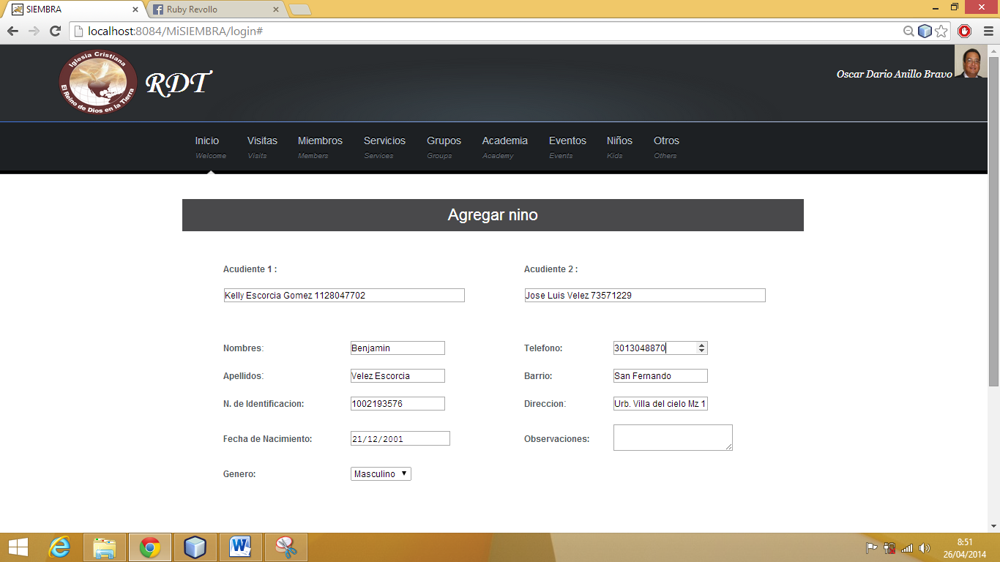 SIEMBRA
Ruby Revollo
localhost:8084/MiSIEMBRA/login#
Iglesia Cristiana
El Reino de Dios en la Tierra
RDT
Oscar Dario Anillo Bravo
Inicio Visitas Miembros Servicios Grupos Academia Eventos Niños Otros
Welcome Visits Members Services Groups Academy Events Kids Others
Agregar nino
Acudiente 1 : Acudiente 2 :
Kelly Escorcia Gomez 1128047702 Jose Luis Velez 73571229
Nombres: Benjamin Telefono: 3013048870
Apellidos: Velez Escorcia Barrio: San Fernando
N. de Identificacion: 1002193576 Direccion: Urb. Villa del cielo Mz 1
Fecha de Nacimiento: 21/12/2001 Observaciones:
Genero: Masculino
8:51
26/04/2014